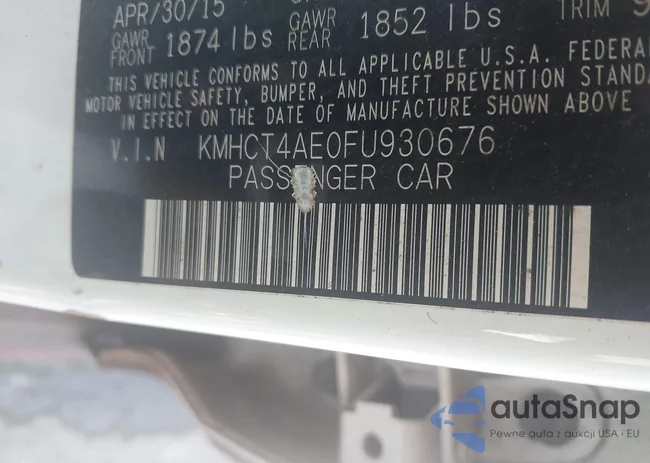 APR/30/15 GAWR 1852 lbs TRIM 9
GAWR REAR
FRONT 1874 lbs
THIS VEHICLE CONFORMS TO ALL APPLICABLE U.S.A. FEDERAL
MOTOR VEHICLE SAFETY, BUMPER, AND THEFT PREVENTION STANDA
IN EFFECT ON THE DATE OF MANUFACTURE SHOWN ABOVE
V.I.N KMHCT4AE0FU930676
PASSENGER CAR
autaSnap
Pewne auta z aukcji USA i EU